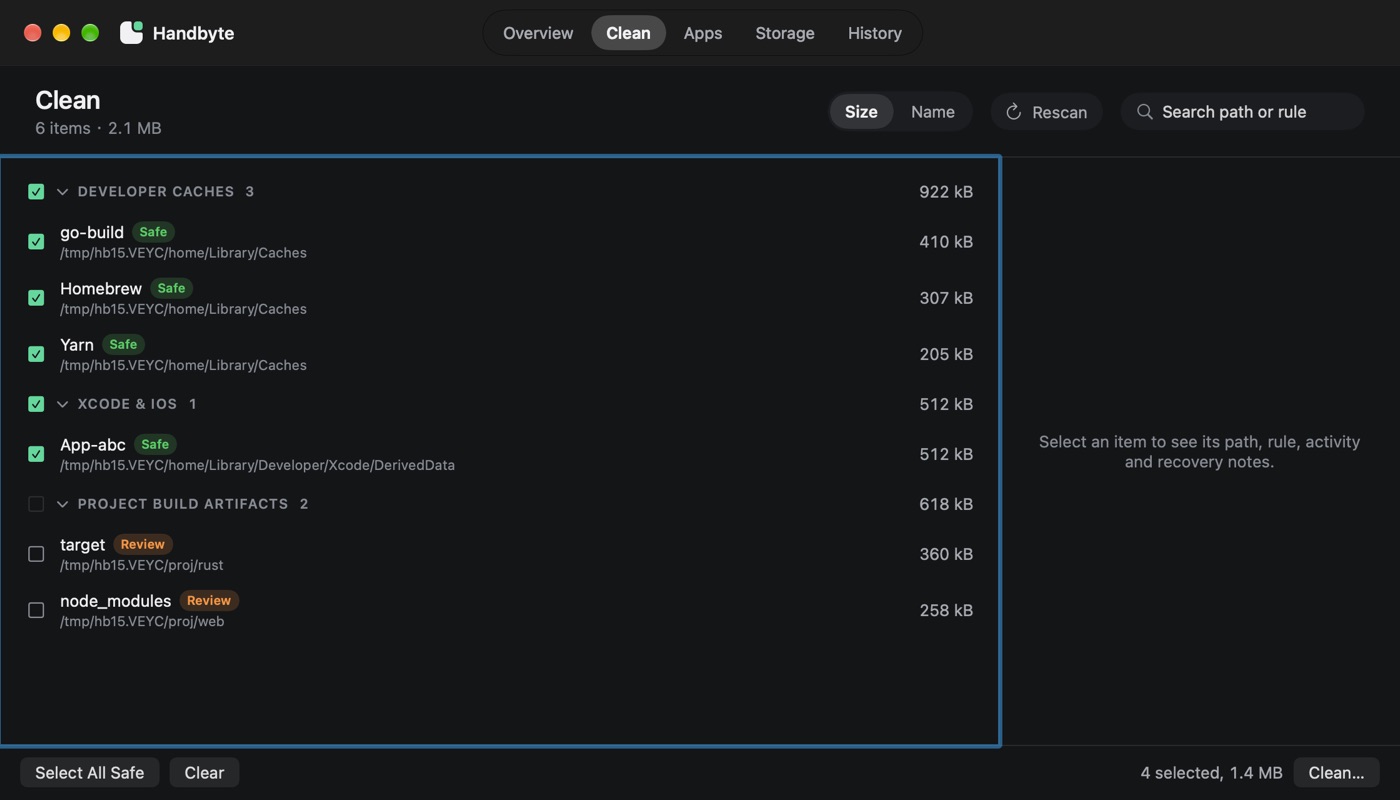 Handbyte
Overview Clean Apps Storage History
Clean
6 items · 2.1 MB
Size Name Rescan Search path or rule
DEVELOPER CACHES 3 922 kB
go-build Safe
/tmp/hb15.VEYC/home/Library/Caches
410 kB
Homebrew Safe
/tmp/hb15.VEYC/home/Library/Caches
307 kB
Yarn Safe
/tmp/hb15.VEYC/home/Library/Caches
205 kB
XCODE & IOS 1 512 kB
App-abc Safe
/tmp/hb15.VEYC/home/Library/Developer/Xcode/DerivedData
512 kB
PROJECT BUILD ARTIFACTS 2 618 kB
target Review
/tmp/hb15.VEYC/proj/rust
360 kB
node_modules Review
/tmp/hb15.VEYC/proj/web
258 kB
Select an item to see its path, rule, activity
and recovery notes.
Select All Safe Clear 4 selected, 1.4 MB Clean...